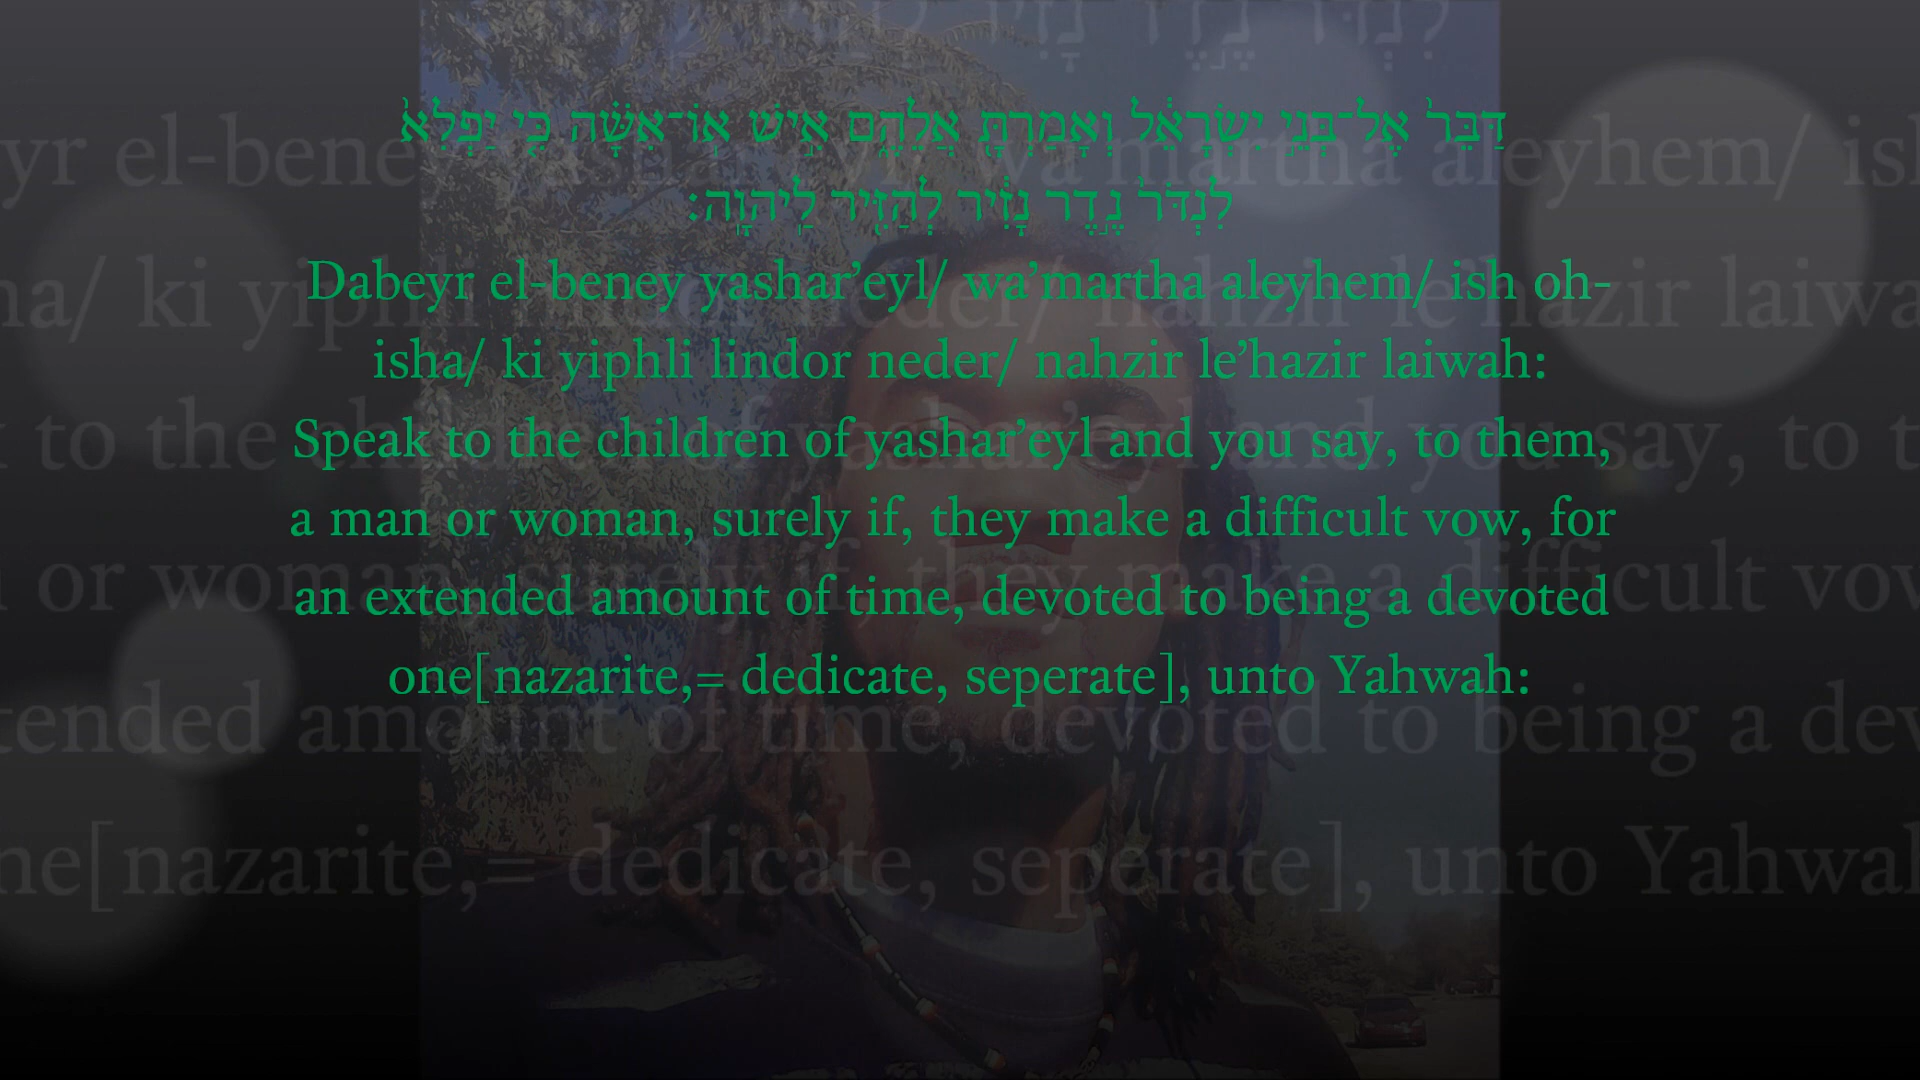 דַּבֵּר֙ אֶל־בְּנֵ֣י יִשְׂרָאֵ֔ל וְאָמַרְתָּ֖ אֲלֵהֶ֑ם אִ֣ישׁ אֽוֹ־אִשָּׁ֗ה כִּ֤י יַפְלִא֙
לִנְדֹּר֙ נֶ֣דֶר נָזִ֔יר לְהַזִּ֖יר לַֽיהוָֽה׃
Dabeyr el-beney yashar’eyl/ wa’martha aleyhem/ ish oh-
isha/ ki yiphli lindor neder/ nahzir le’hazir laiwah:
Speak to the children of yashar’eyl and you say, to them,
a man or woman, surely if, they make a difficult vow, for
an extended amount of time, devoted to being a devoted
one[nazarite,= dedicate, seperate], unto Yahwah: